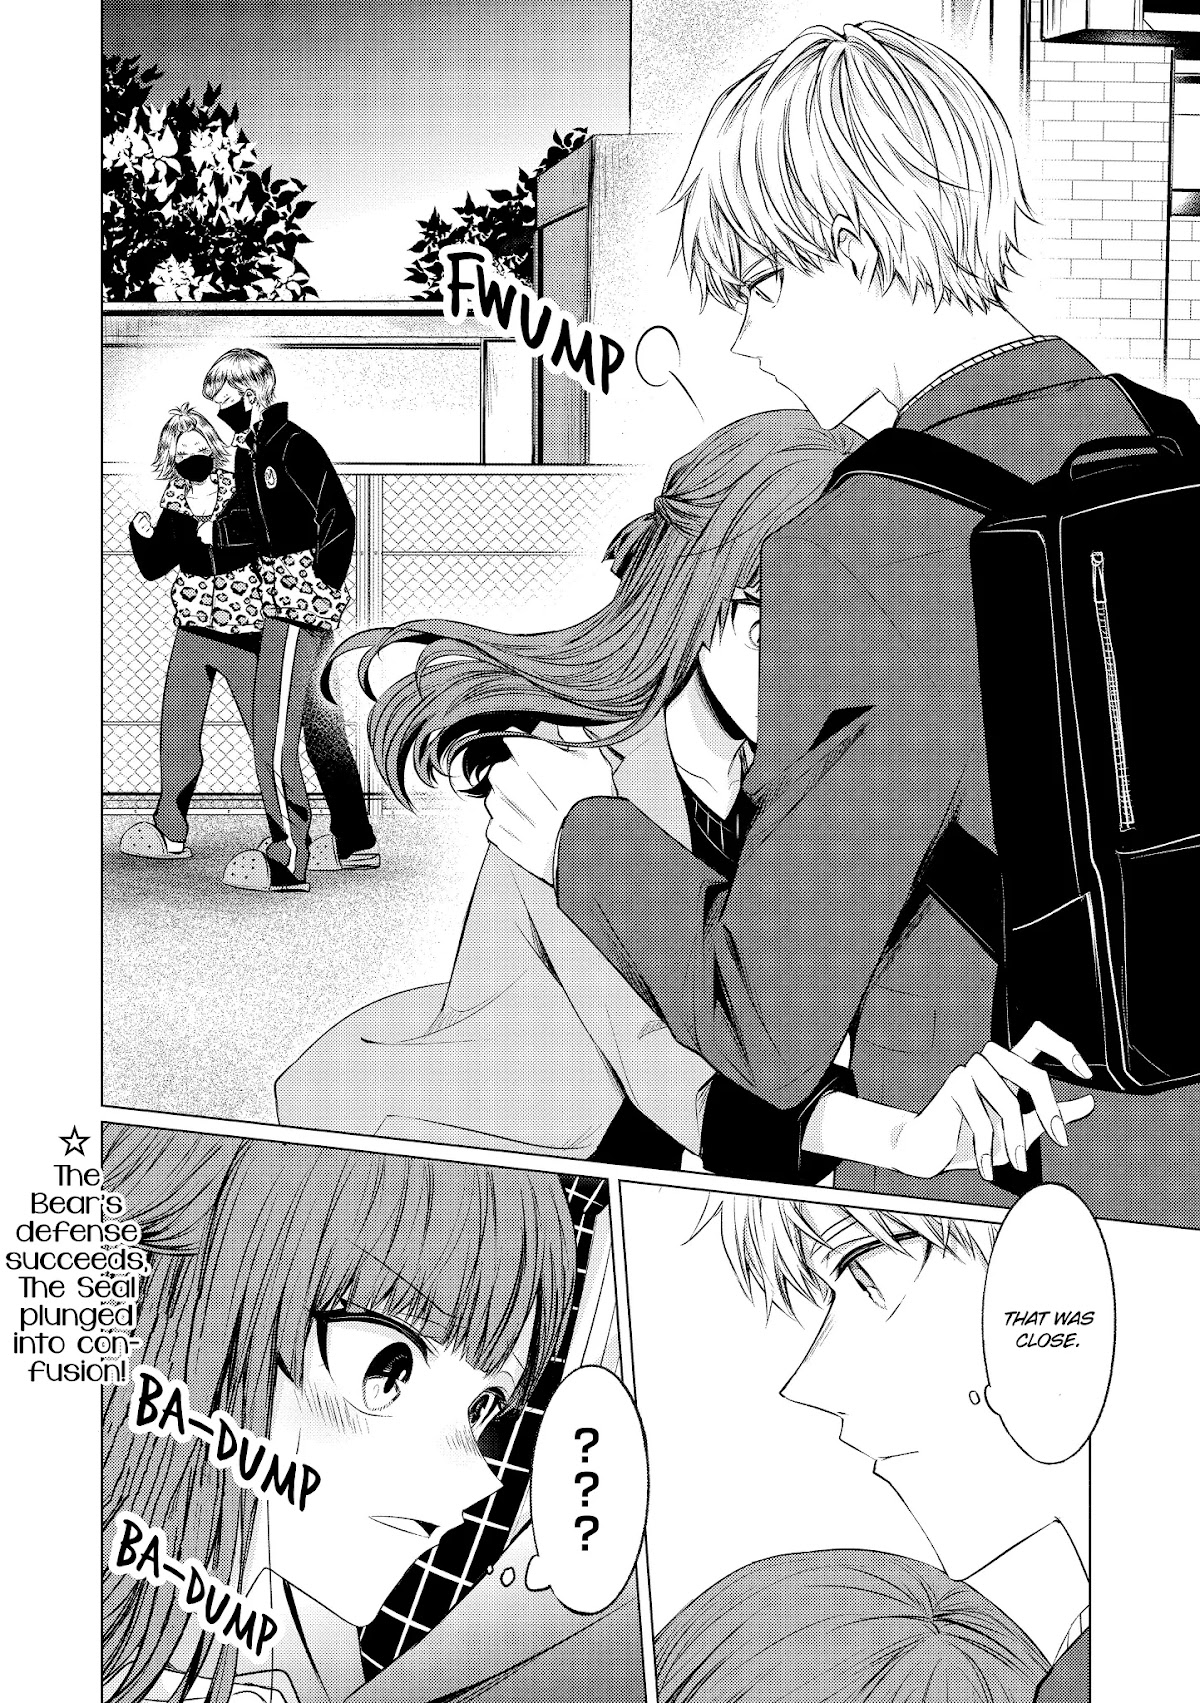 FWUMP
THAT WAS
CLOSE.
?
?
?
BA-DUMP
BA-DUMP
☆
The
Bear's
defense
succeeds,
The Seal
plunged
into con-
fusion!